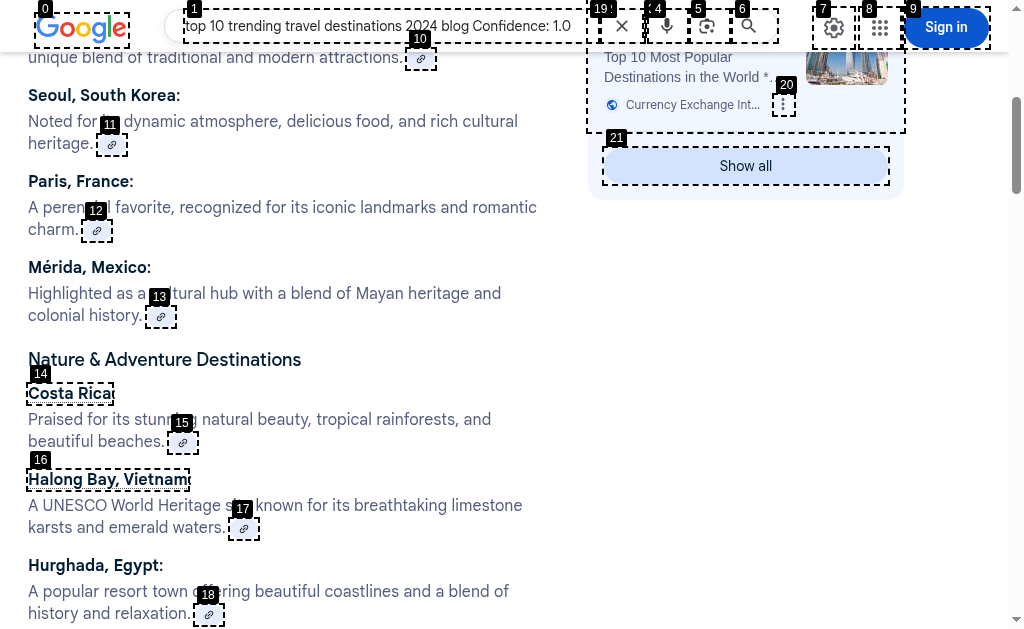 0
Google
1
top 10 trending travel destinations 2024 blog Confidence: 1.0
19
4
5
6
7
8
9
Sign in
10
unique blend of traditional and modern attractions.
Seoul, South Korea:
11
Noted for dynamic atmosphere, delicious food, and rich cultural
heritage.
Paris, France:
12
A perennial favorite, recognized for its iconic landmarks and romantic
charm.
Mérida, Mexico:
13
Highlighted as a cultural hub with a blend of Mayan heritage and
colonial history.
Nature & Adventure Destinations
14
Costa Rica
15
Praised for its stunning natural beauty, tropical rainforests, and
beautiful beaches.
16
Halong Bay, Vietnam
17
A UNESCO World Heritage site known for its breathtaking limestone
karsts and emerald waters.
Hurghada, Egypt:
18
A popular resort town offering beautiful coastlines and a blend of
history and relaxation.
Top 10 Most Popular
Destinations in the World *...
20
Currency Exchange Int...
21
Show all